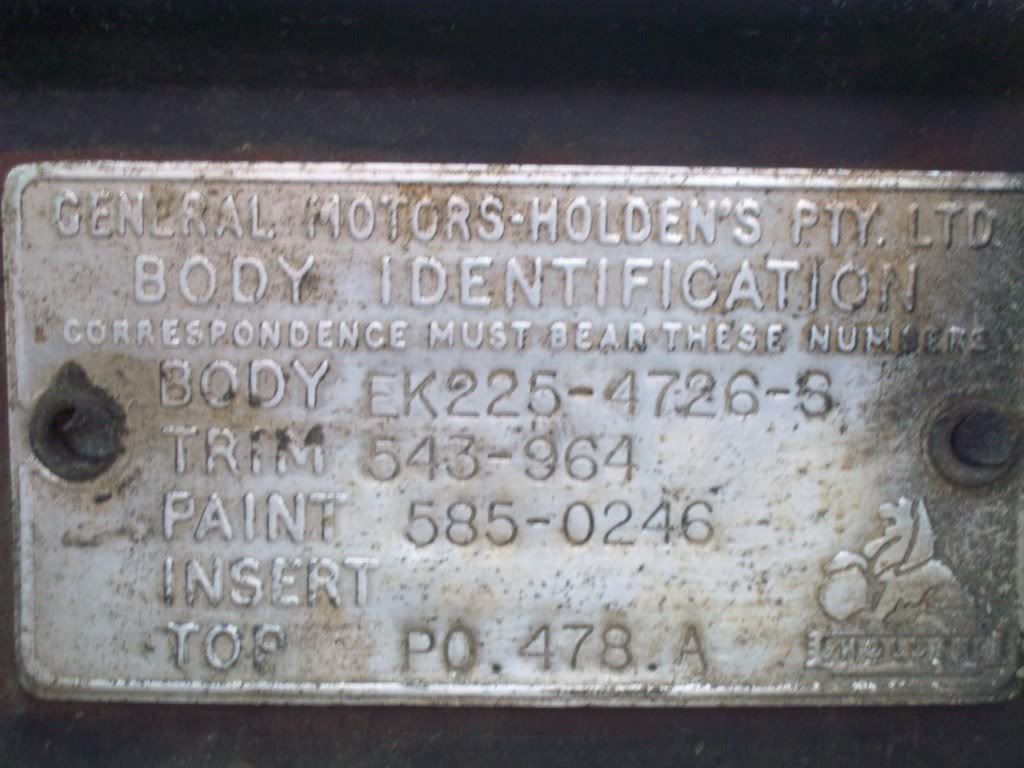 GENERAL MOTORS-HOLDEN'S PTY. LTD.
BODY IDENTIFICATION
CORRESPONDENCE MUST BEAR THESE NUMBERS
BODY EK225-4726-S
TRIM 543-964
PAINT 585-0246
INSERT
TOP PO.478.A
HOLDEN